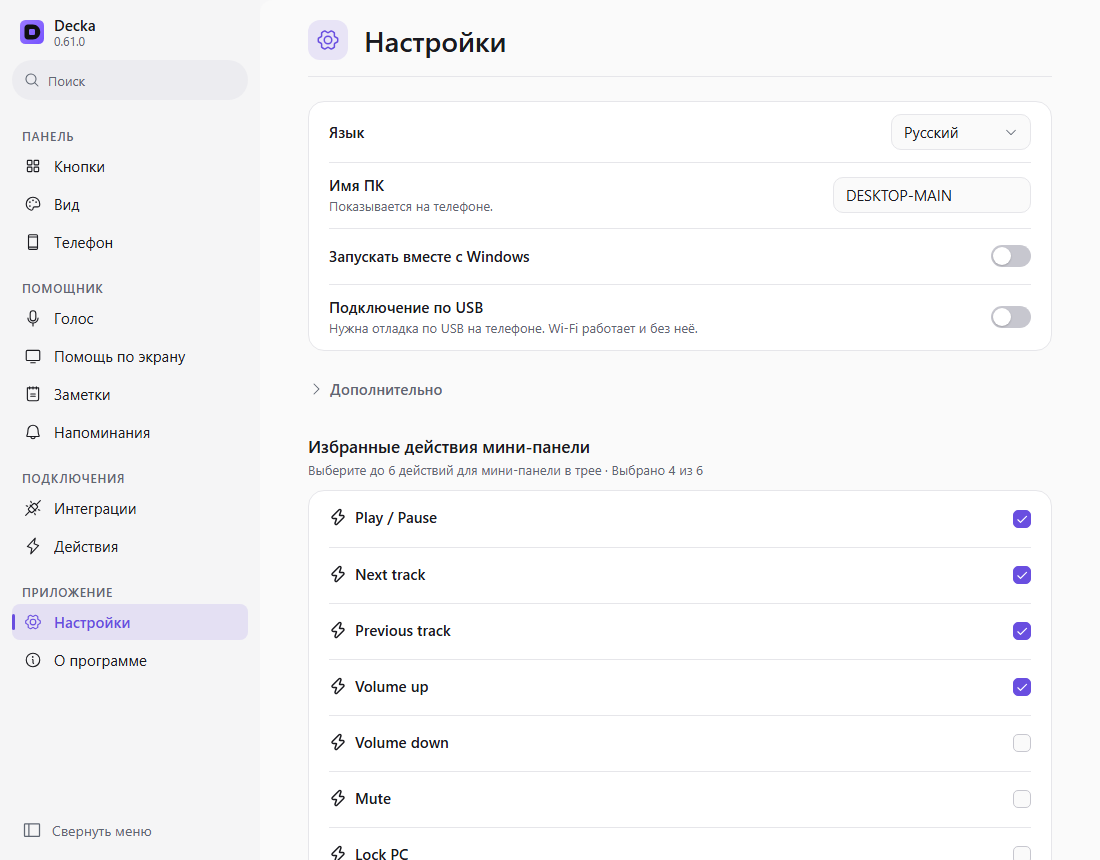 Decka
0.61.0
Поиск
ПАНЕЛЬ
Кнопки
Вид
Телефон
ПОМОЩНИК
Голос
Помощь по экрану
Заметки
Напоминания
ПОДКЛЮЧЕНИЯ
Интеграции
Действия
ПРИЛОЖЕНИЕ
Настройки
О программе
Свернуть меню
Настройки
Язык
Русский
Имя ПК
Показывается на телефоне.
DESKTOP-MAIN
Запускать вместе с Windows
Подключение по USB
Нужна отладка по USB на телефоне. Wi-Fi работает и без неё.
Дополнительно
Избранные действия мини-панели
Выберите до 6 действий для мини-панели в трее · Выбрано 4 из 6
Play / Pause
Next track
Previous track
Volume up
Volume down
Mute
Lock PC